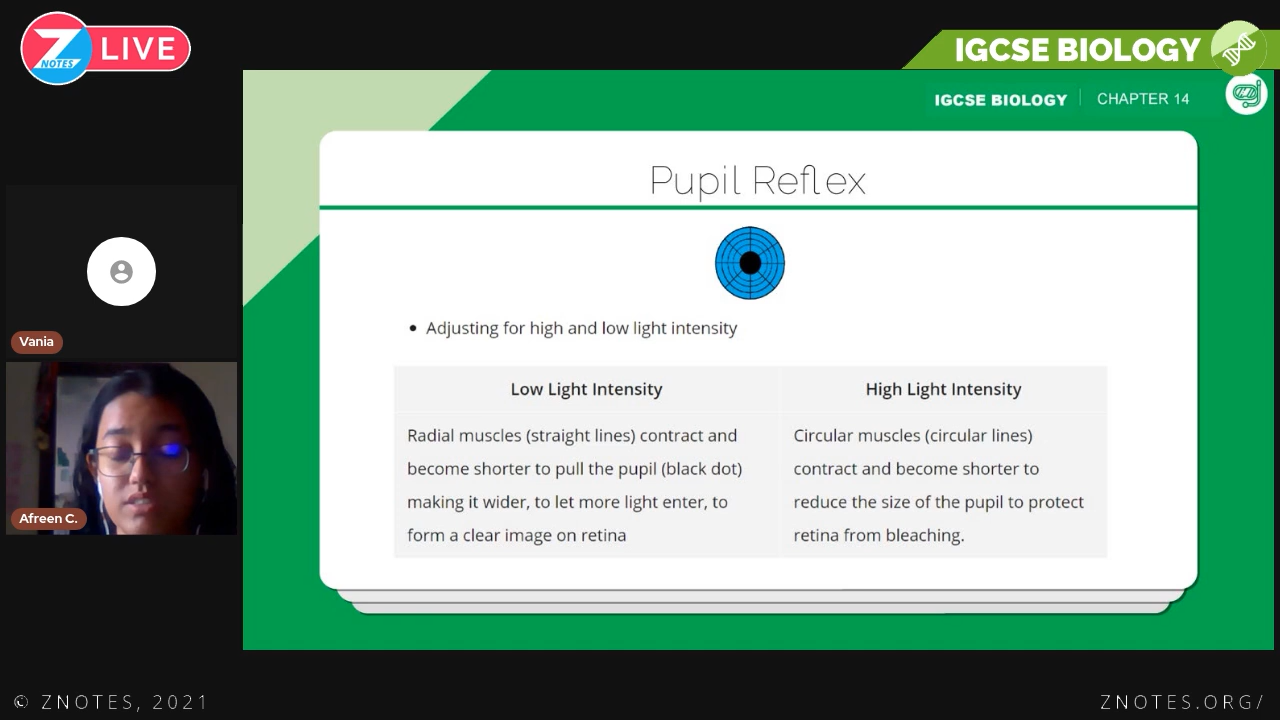 Z
NOTES
LIVE
IGCSE BIOLOGY
IGCSE BIOLOGY
CHAPTER 14
Pupil Reflex
• Adjusting for high and low light intensity
Low Light Intensity
Radial muscles (straight lines) contract and
become shorter to pull the pupil (black dot)
making it wider, to let more light enter, to
form a clear image on retina
High Light Intensity
Circular muscles (circular lines)
contract and become shorter to
reduce the size of the pupil to protect
retina from bleaching.
Vania
Afreen C.
© ZNOTES, 2021
ZNOTES.ORG/